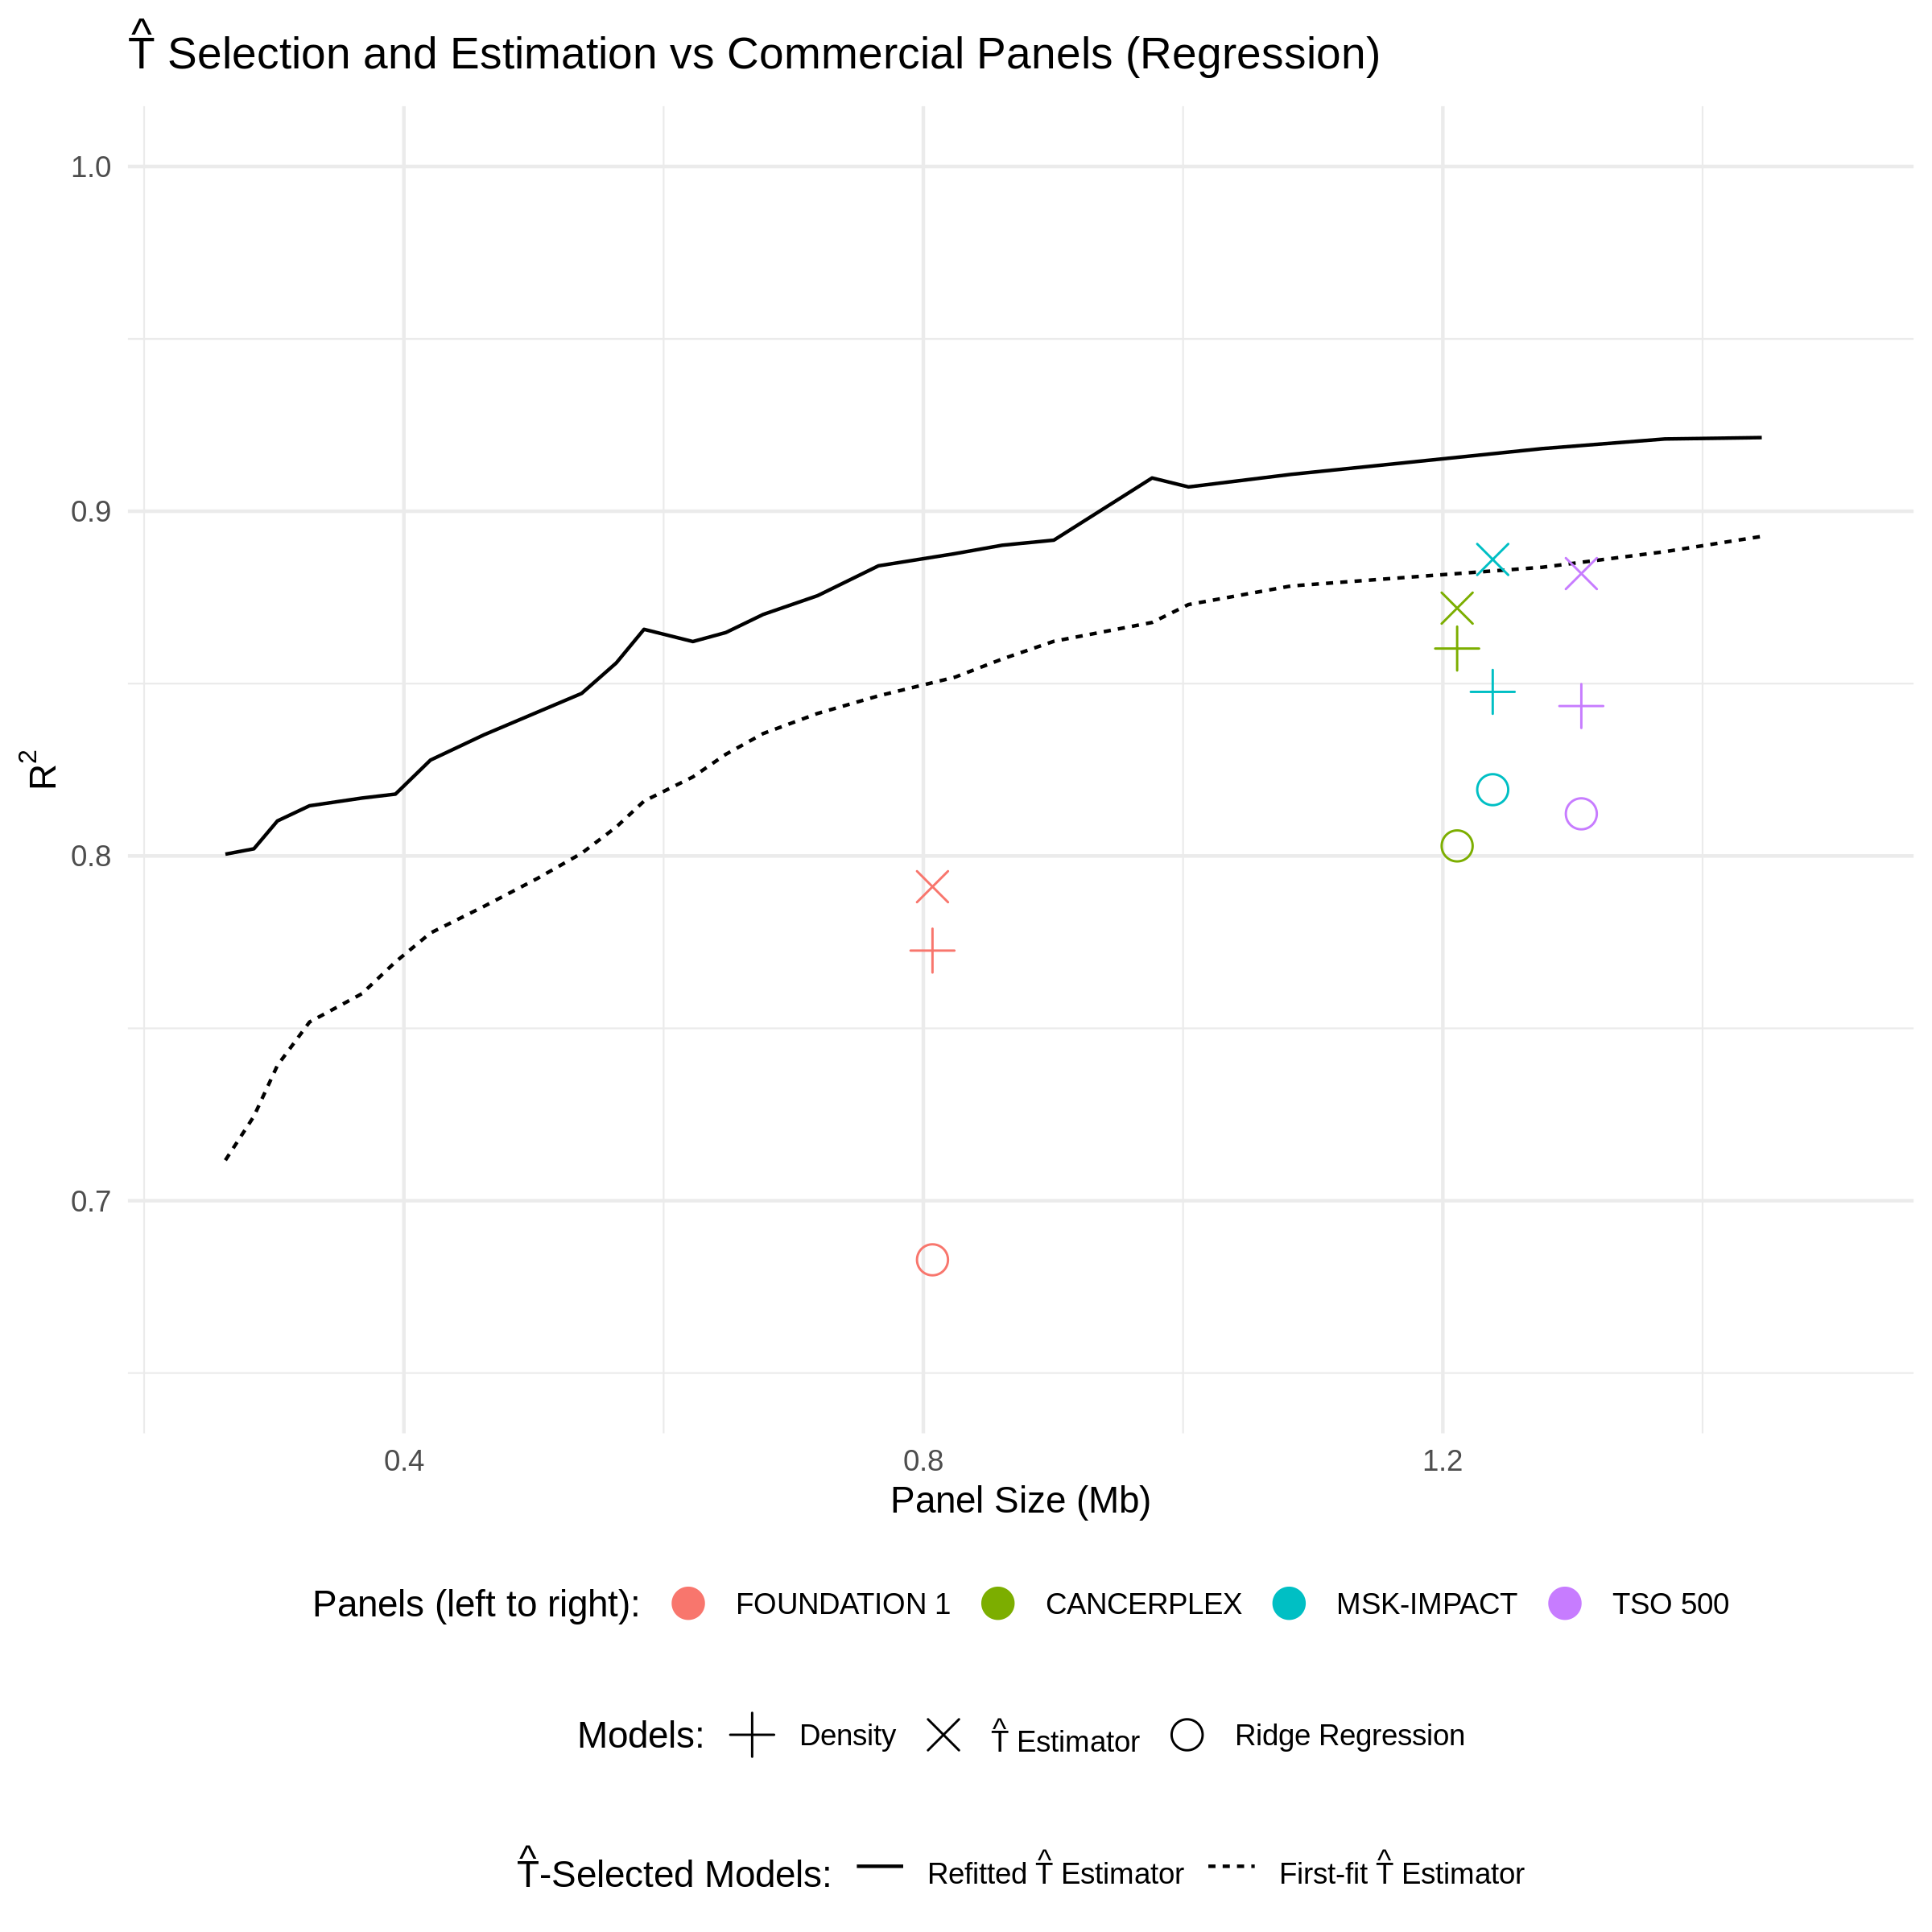 T̂ Selection and Estimation vs Commercial Panels (Regression)
1.0
0.9
0.8
0.7
R²
0.4 0.8 1.2
Panel Size (Mb)
Panels (left to right): FOUNDATION 1 CANCERPLEX MSK-IMPACT TSO 500
Models: Density T̂ Estimator Ridge Regression
T̂-Selected Models: Refitted T̂ Estimator First-fit T̂ Estimator